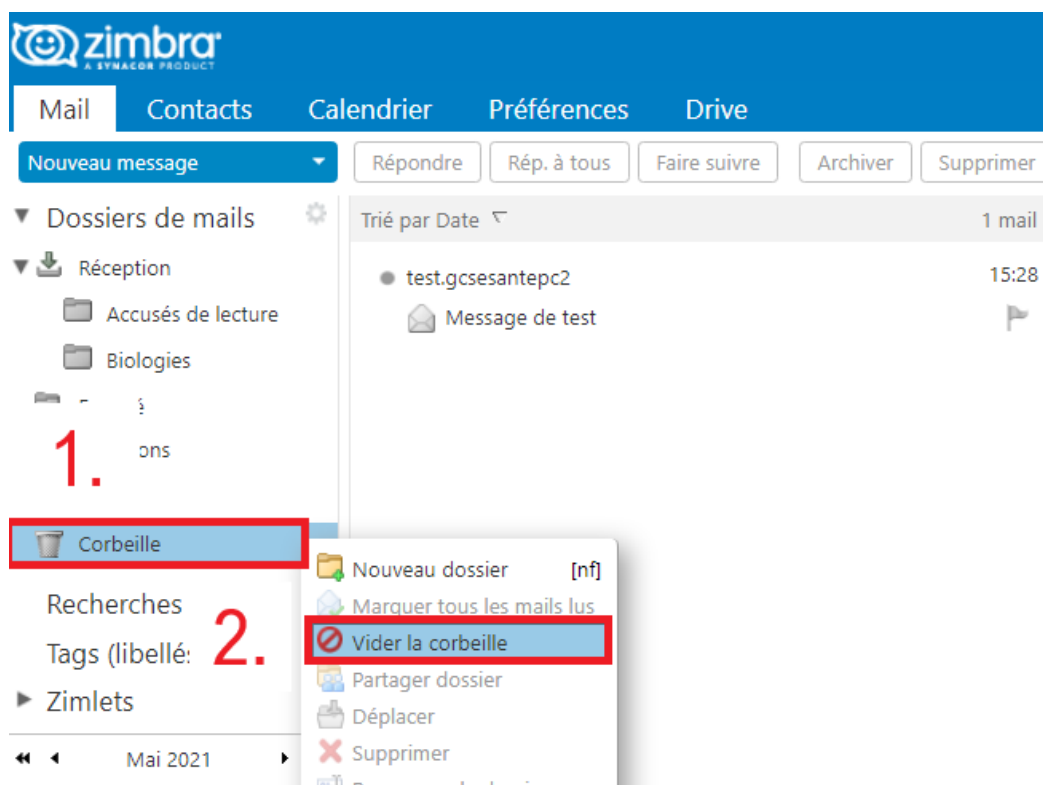 zimbra
A SYNACOR PRODUCT
Mail Contacts Calendrier Préférences Drive
Nouveau message Répondre Rép. à tous Faire suivre Archiver Supprimer
Dossiers de mails Trié par Date 1 mail
Réception
test.gcsesantepc2 15:28
Accusés de lecture
Message de test
Biologies
1.
Corbeille
Nouveau dossier [nf]
Recherches
Marquer tous les mails lus
2.
Vider la corbeille
Tags (libellés
Partager dossier
Zimlets
Déplacer
Mai 2021
Supprimer